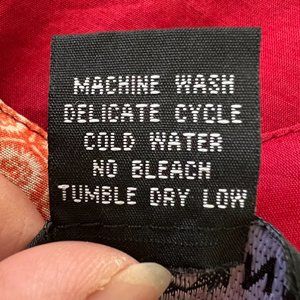 MACHINE WASH
DELICATE CYCLE
COLD WATER
NO BLEACH
TUMBLE DRY LOW